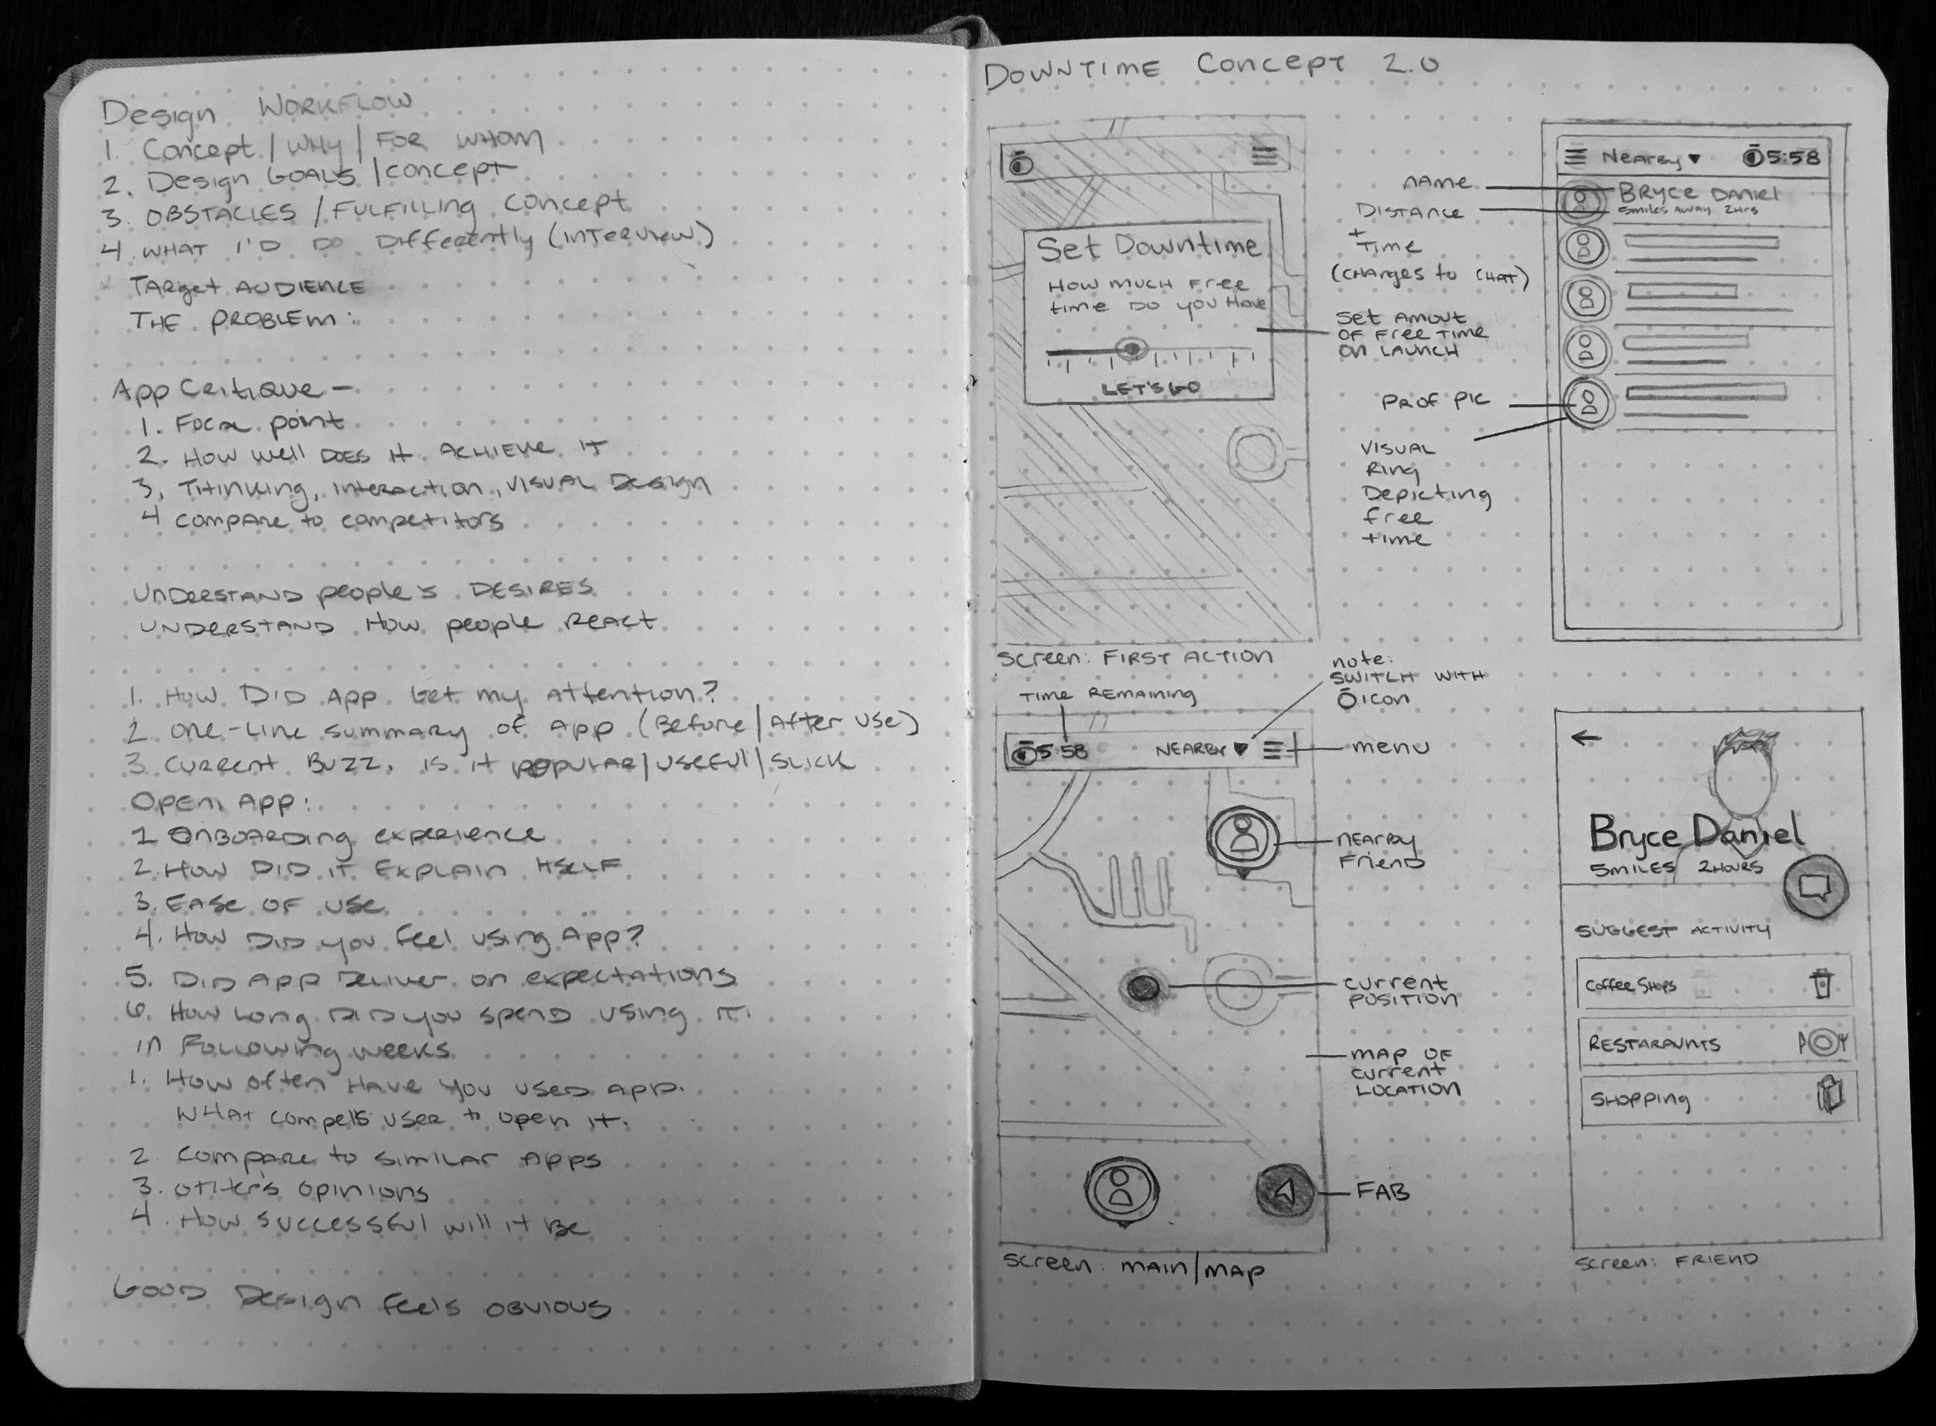 Design WORKFLOW
1. Concept / WHY / FOR WHOM
2. Design GOALS / concept
3 OBSTACLES / FULFILLING CONCEPT
4 WHAT I'D DO Differently (INTERVIEW)
TARget AUDIENCE
THE PROBLEM:
App Critique -
1. Focal point
2. How well DOES It ACHIEVE IT
3, THINKING, INTERACTION, VISUAL Design
4 COMPARE to competitors
UNDERSTAND people's DESIRES
UNDERSTAND How people REACT
1. How DID App Get my Attention?
2 ONE-LINE SUMMARY of App (Before / After use)
3 CURRENT BUZZ, IS IT POPULAR / USEFUL / SLICK
OPEN APP:
1 ONBOARDING experience
2. How DID IT EXPLAIN ITSELF
3. EASE OF USE
4. How DID you feel using App?
5. DID APP Deliver on expectations
6. How Long DID you spend using IT.
in Following weeks
1. How often HAVE you used app.
WHAT compells user to open it.
2 Compare to similar Apps
3. OTHERS OPINIONS
4. How SUCCESSFUL will it Be
GOOD Design Feels OBVIOUS
DOWNTIME CONCEPT 2.0
Set Downtime
HOW MUCH FREE
time DO you HAVE
LET'S GO
Screen: FIRST ACTION
name
DISTANCE
+
TIME
(CHANGES to CHAT)
Set AMOUT
OF FREE TIME
ON LAUNCH
PROF PIC
VISUAL
RING
Depicting
free
time
NEARBY 5:58
BRYCE DANIEL
5miles AWAY 2Hrs
TIME REMAINING
note:
SWITCH WITH
ICON
5:58 NEARBY
menu
NEARBY
FRIEND
CURRENT
POSITION
MAP OF
CURRENT
LOCATION
FAB
Screen: MAIN/MAP
Bryce Daniel
5MILES 2HOURS
SUGGEST ACTIVITY
Coffee SHOPS
RESTARAUNTS
SHOPPING
Screen: FRIEND